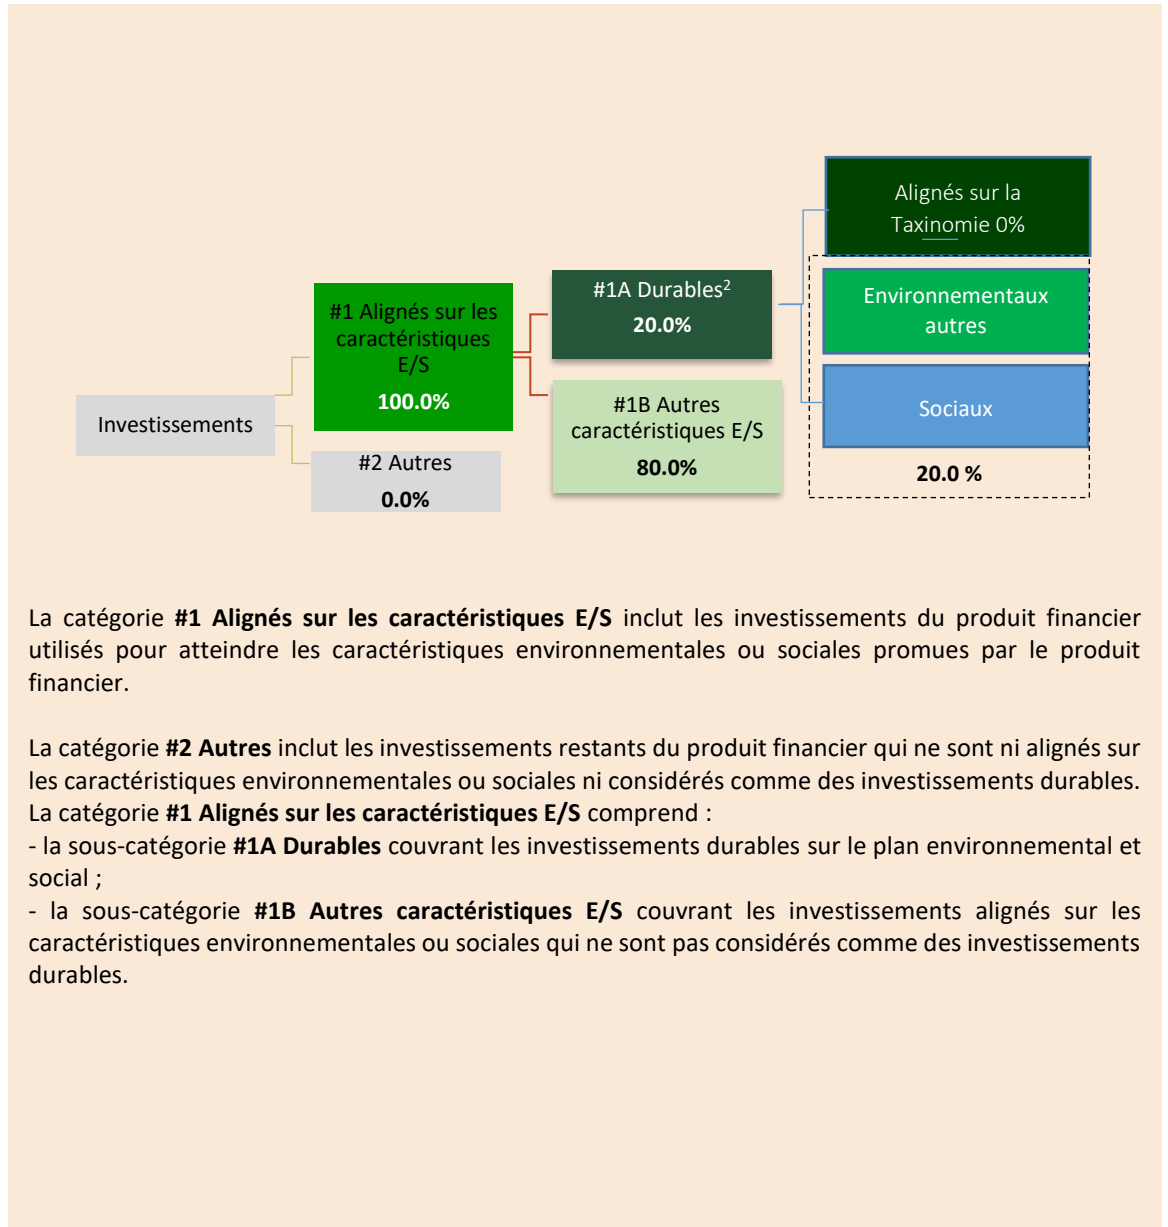 Alignés sur la
Taxinomie 0%
#1A Durables²
20.0%
Environnementaux
autres
#1 Alignés sur les
caractéristiques
E/S
100.0%
#1B Autres
caractéristiques E/S
80.0%
Sociaux
Investissements
#2 Autres
0.0%
20.0 %
La catégorie #1 Alignés sur les caractéristiques E/S inclut les investissements du produit financier
utilisés pour atteindre les caractéristiques environnementales ou sociales promues par le produit
financier.
La catégorie #2 Autres inclut les investissements restants du produit financier qui ne sont ni alignés sur
les caractéristiques environnementales ou sociales ni considérés comme des investissements durables.
La catégorie #1 Alignés sur les caractéristiques E/S comprend :
- la sous-catégorie #1A Durables couvrant les investissements durables sur le plan environnemental et
social ;
- la sous-catégorie #1B Autres caractéristiques E/S couvrant les investissements alignés sur les
caractéristiques environnementales ou sociales qui ne sont pas considérés comme des investissements
durables.